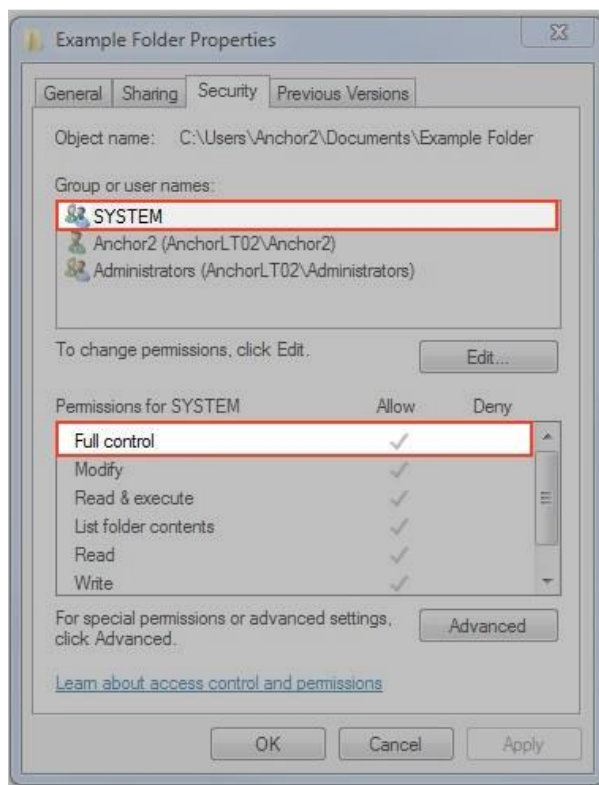 Example Folder Properties
General Sharing Security Previous Versions
Object name: C:\Users\Anchor2\Documents\Example Folder
Group or user names:
SYSTEM
Anchor2 (AnchorLT02\Anchor2)
Administrators (AnchorLT02\Administrators)
To change permissions, click Edit.
Edit...
Permissions for SYSTEM Allow Deny
Full control
Modify
Read & execute
List folder contents
Read
Write
For special permissions or advanced settings,
click Advanced.
Advanced
Learn about access control and permissions
OK Cancel Apply